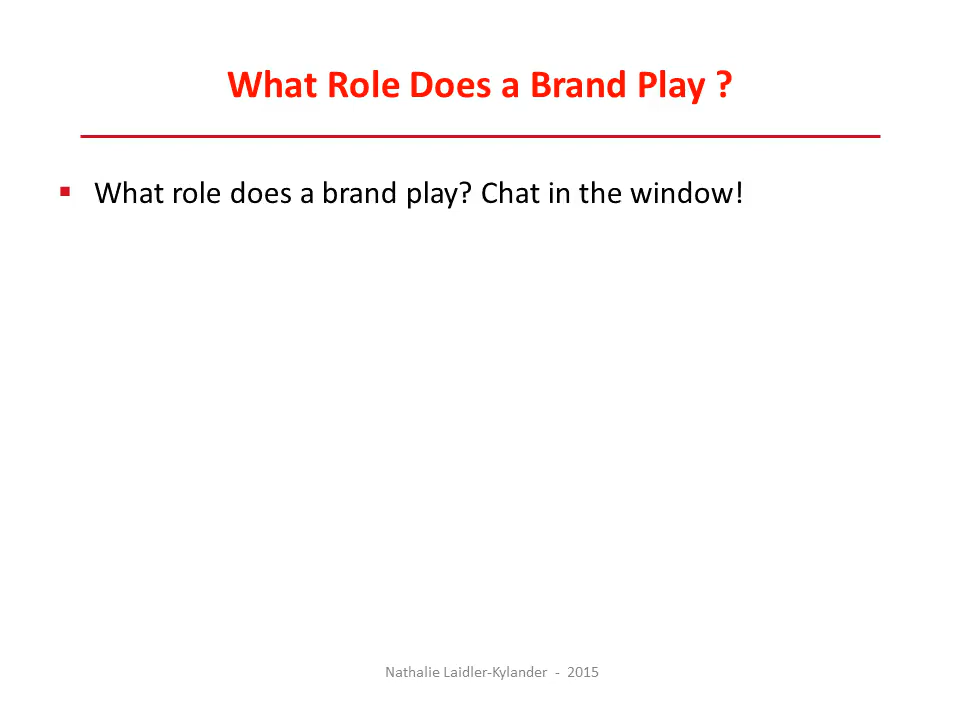 What Role Does a Brand Play ?
What role does a brand play? Chat in the window!
Nathalie Laidler-Kylander - 2015